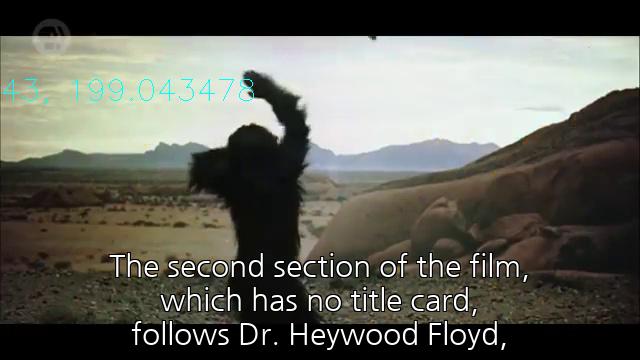 43, 199.043478
The second section of the film,
which has no title card,
follows Dr. Heywood Floyd,